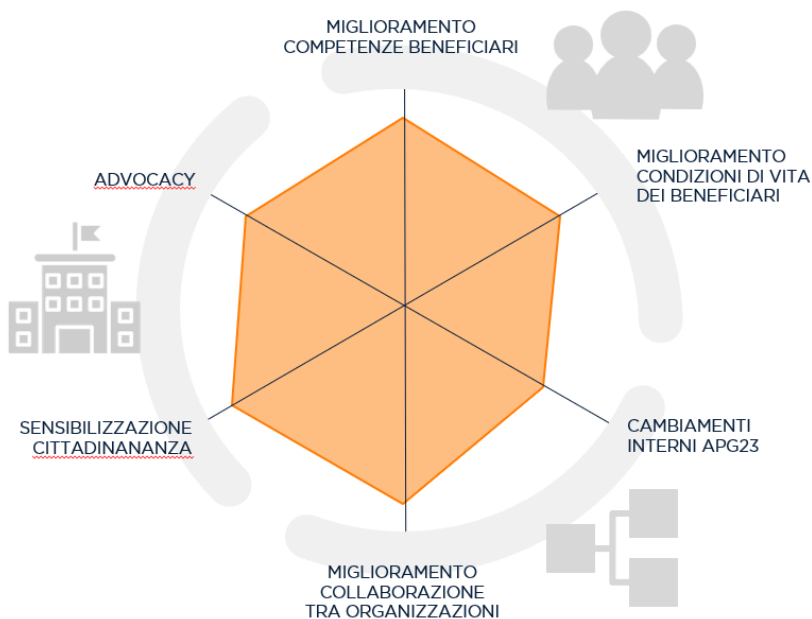 MIGLIORAMENTO
COMPETENZE BENEFICIARI
MIGLIORAMENTO
CONDIZIONI DI VITA
DEI BENEFICIARI
CAMBIAMENTI
INTERNI APG23
MIGLIORAMENTO
COLLABORAZIONE
TRA ORGANIZZAZIONI
SENSIBILIZZAZIONE
CITTADINANANZA
ADVOCACY